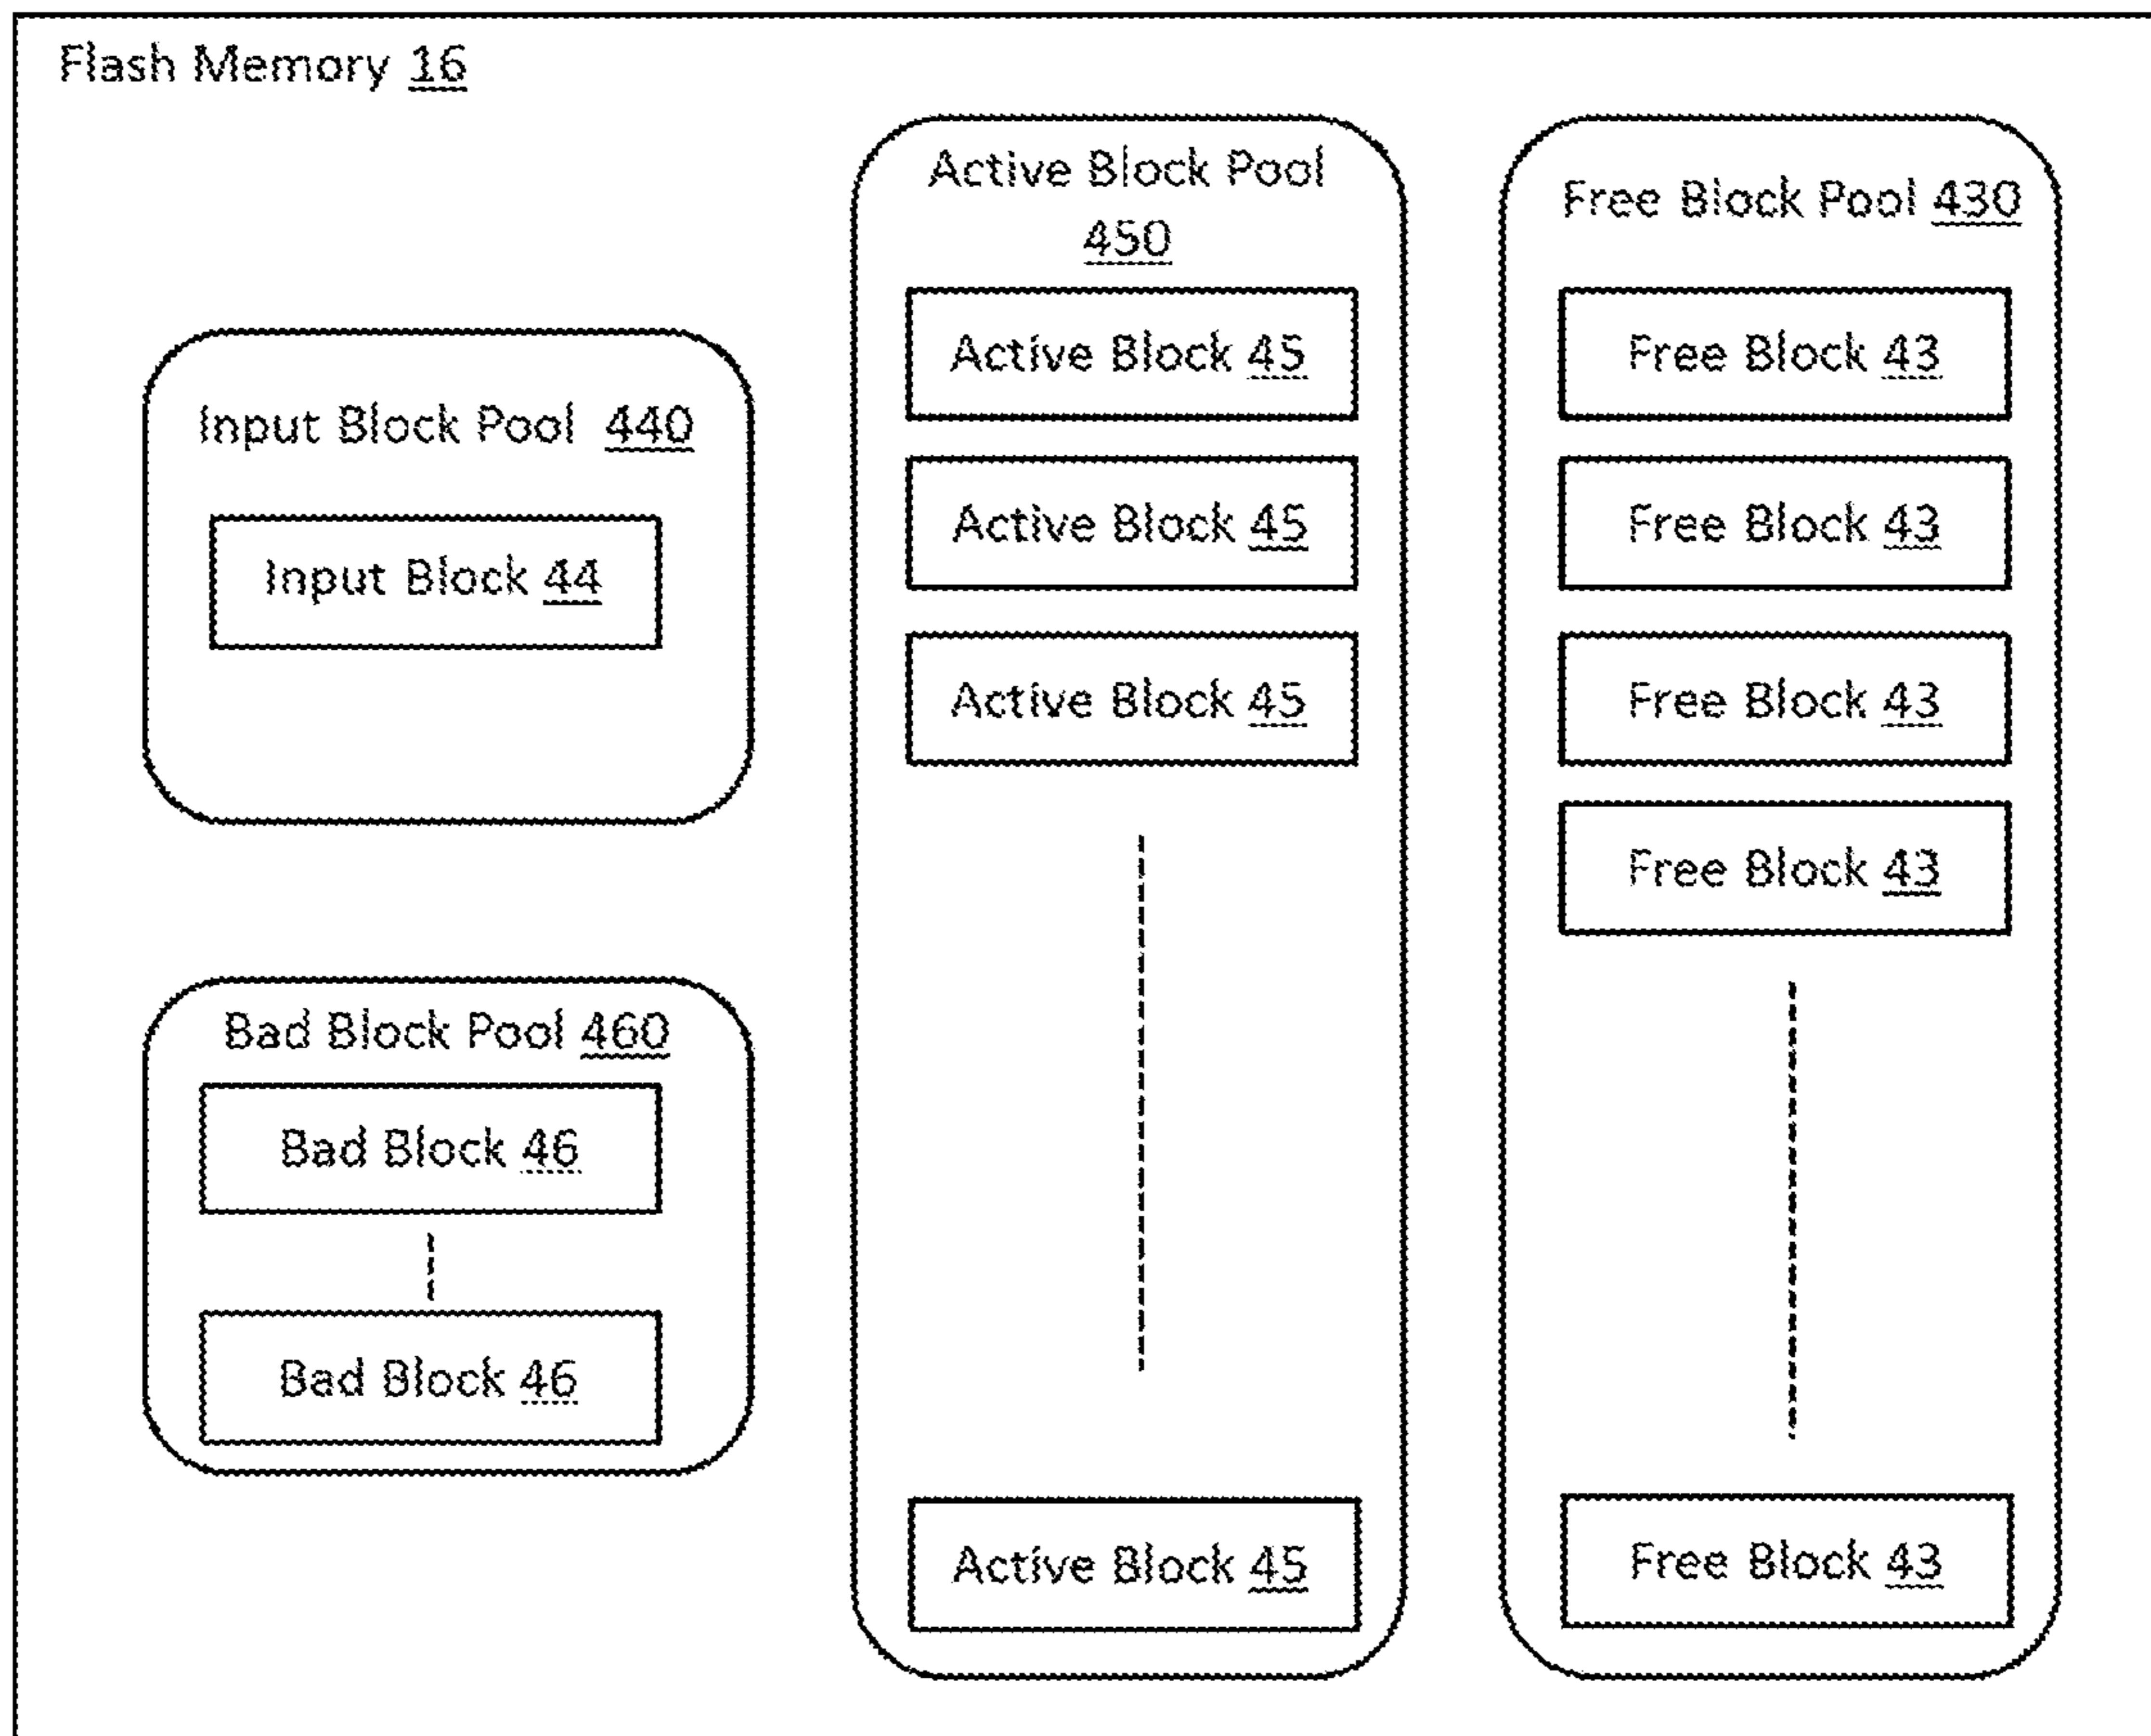 Flash Memory 16
Input Block Pool 440
Input Block 44
Bad Block Pool 460
Bad Block 46
Bad Block 46
Active Block Pool
450
Active Block 45
Active Block 45
Active Block 45
Active Block 45
Free Block Pool 430
Free Block 43
Free Block 43
Free Block 43
Free Block 43
Free Block 43